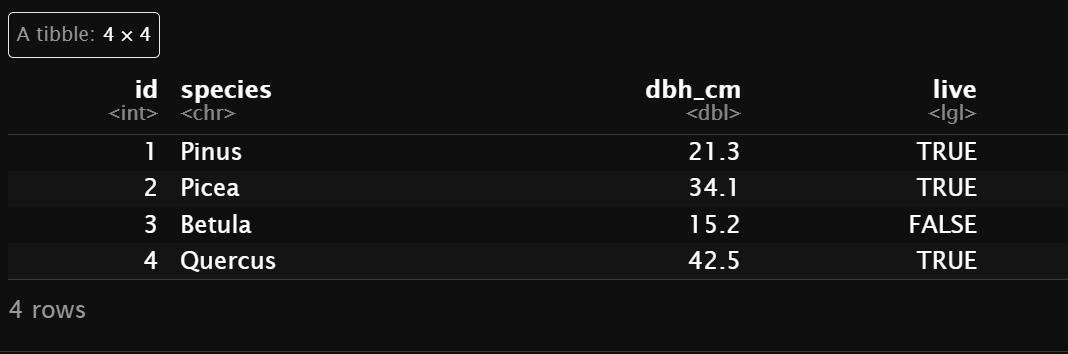 A tibble: 4 × 4
id species dbh_cm live
<int> <chr> <dbl> <lgl>
1 Pinus 21.3 TRUE
2 Picea 34.1 TRUE
3 Betula 15.2 FALSE
4 Quercus 42.5 TRUE
4 rows